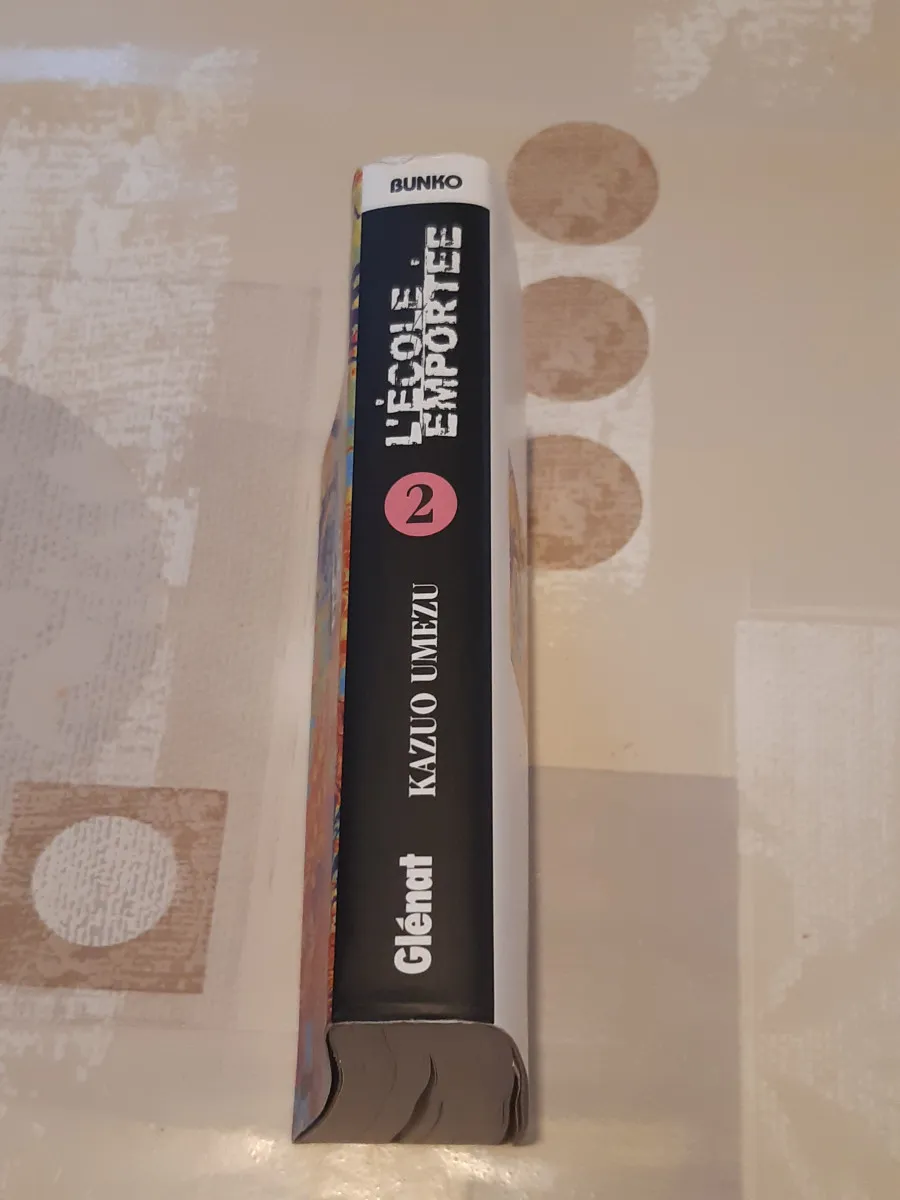 BUNKO
L'ÉCOLE
EMPORTÉE
2
KAZUO UMEZU
Glénat